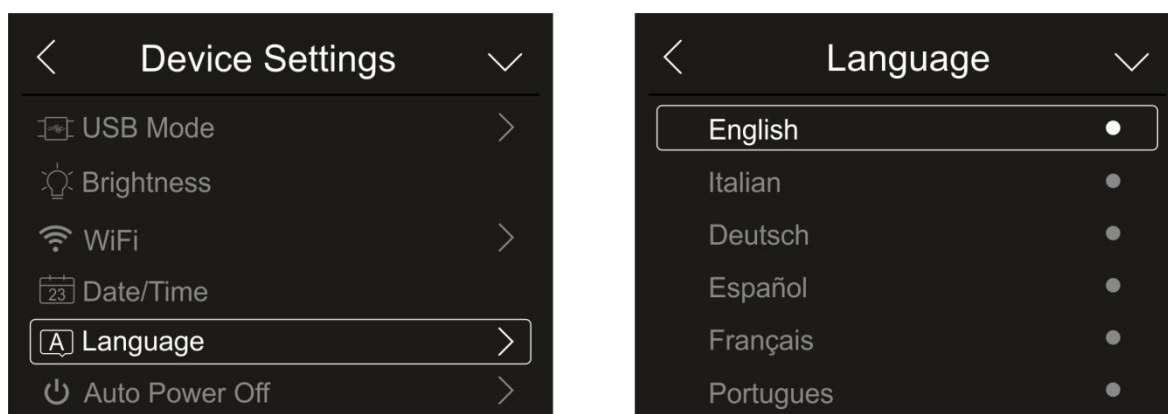 Device Settings
USB Mode
Brightness
WiFi
23 Date/Time
A Language
Auto Power Off
Language
English
Italian
Deutsch
Español
Français
Portugues